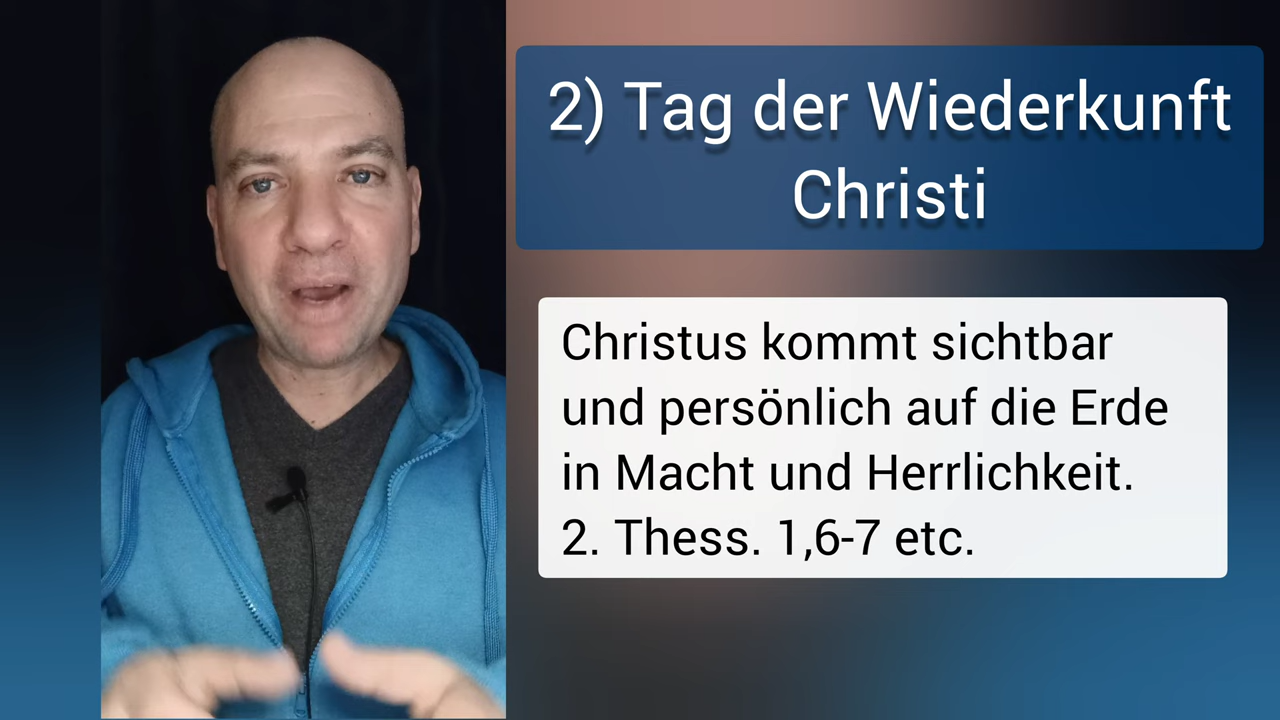 2) Tag der Wiederkunft
Christi
Christus kommt sichtbar
und persönlich auf die Erde
in Macht und Herrlichkeit.
2. Thess. 1,6-7 etc.